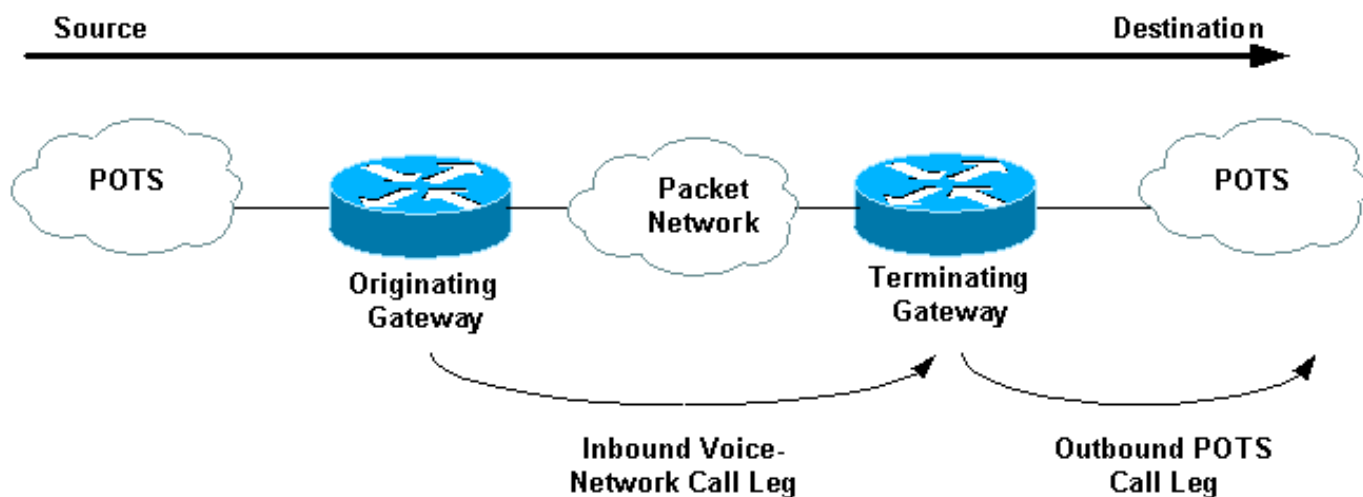 Source
Destination
POTS
Packet
Network
POTS
Originating
Gateway
Terminating
Gateway
Inbound Voice-
Network Call Leg
Outbound POTS
Call Leg